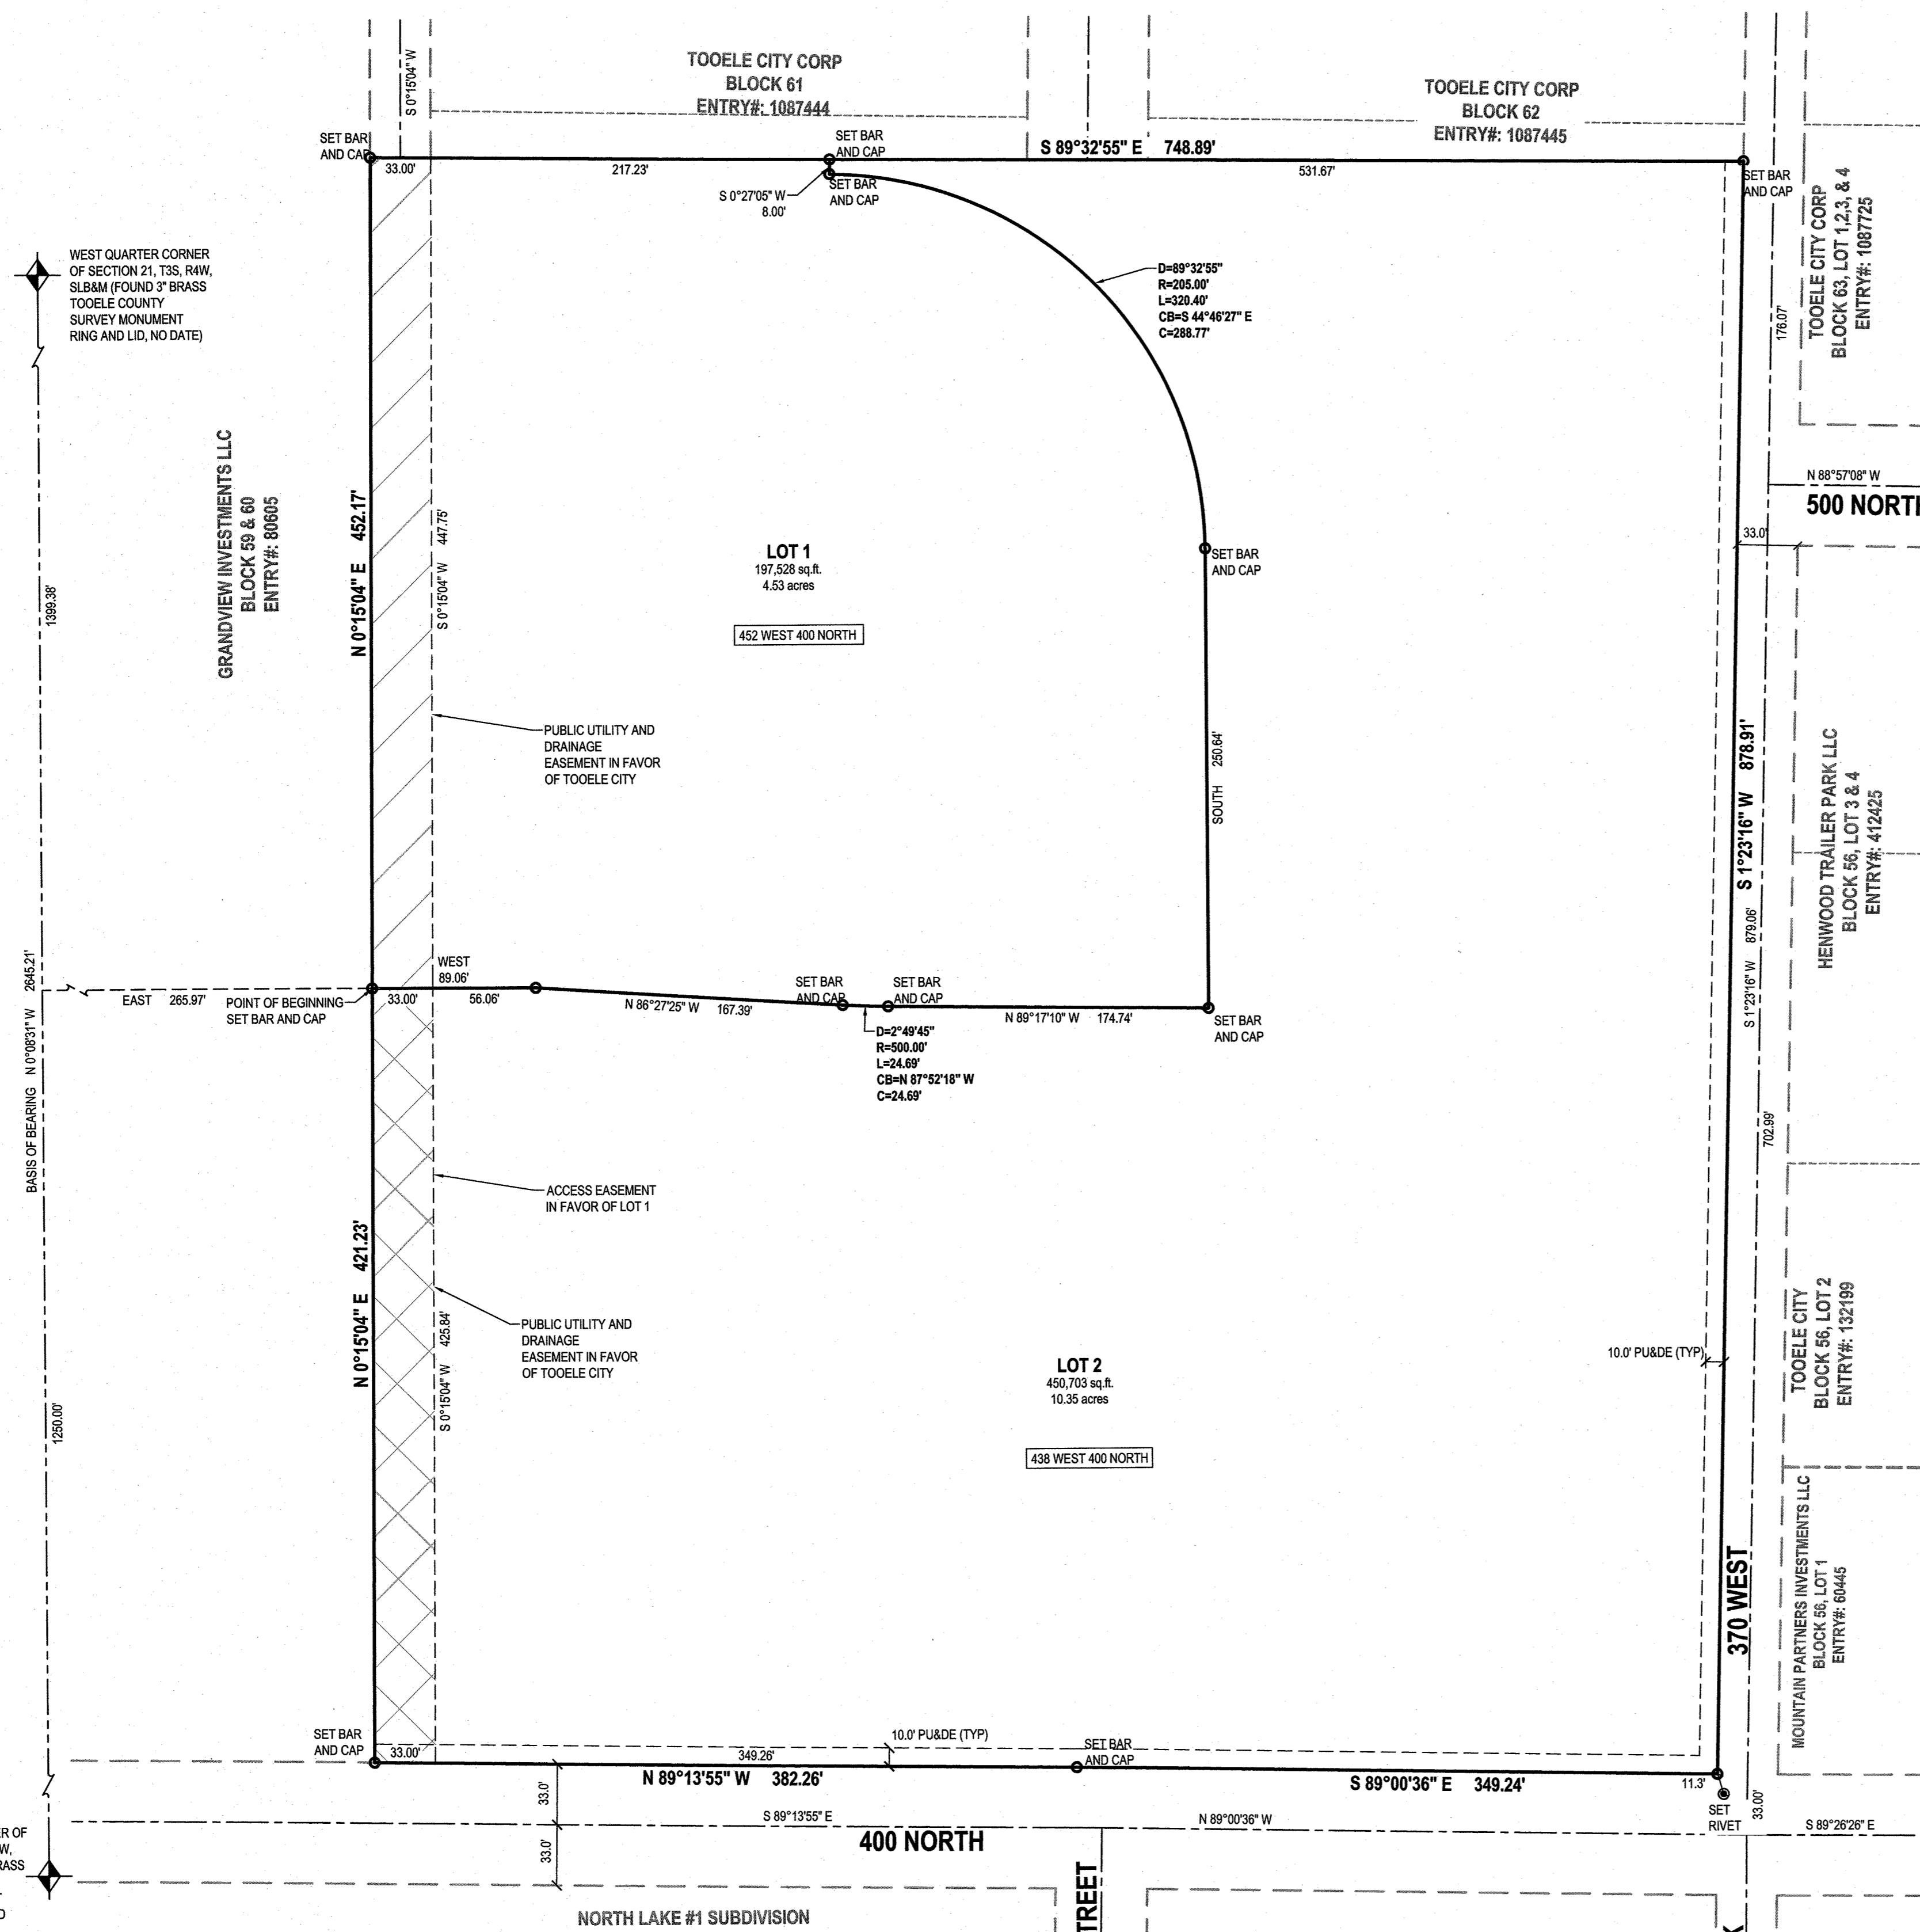 TOOELE CITY CORP
BLOCK 61
ENTRY#: 1087444
TOOELE CITY CORP
BLOCK 62
ENTRY#: 1087445
S 0°15'04" W
SET BAR
AND CAP
SET BAR
AND CAP
S 89°32'55" E 748.89'
33.00'
217.23'
531.67'
SET BAR
AND CAP
S 0°27'05" W
8.00'
SET BAR
AND CAP
TOOELE CITY CORP
BLOCK 63, LOT 1,2,3, & 4
ENTRY#: 1087725
WEST QUARTER CORNER
OF SECTION 21, T3S, R4W,
SLB&M (FOUND 3" BRASS
TOOELE COUNTY
SURVEY MONUMENT
RING AND LID, NO DATE)
D=89°32'55"
R=205.00'
L=320.40'
CB=S 44°46'27" E
C=288.77'
176.07'
N 88°57'08" W
500 NORTH
33.0'
GRANDVIEW INVESTMENTS LLC
BLOCK 59 & 60
ENTRY#: 80605
N 0°15'04" E 452.17'
S 0°15'04" W 447.75'
1399.38'
LOT 1
197,528 sq.ft.
4.53 acres
452 WEST 400 NORTH
SET BAR
AND CAP
PUBLIC UTILITY AND
DRAINAGE
EASEMENT IN FAVOR
OF TOOELE CITY
SOUTH 250.64'
S 1°23'16" W 878.91'
S 1°23'16" W 879.06'
HENWOOD TRAILER PARK LLC
BLOCK 56, LOT 3 & 4
ENTRY#: 412425
BASIS OF BEARING N 0°08'31" W 2645.21'
EAST 265.97'
POINT OF BEGINNING
SET BAR AND CAP
WEST
89.06'
33.00'
56.06'
N 86°27'25" W 167.39'
SET BAR
AND CAP
SET BAR
AND CAP
N 89°17'10" W 174.74'
SET BAR
AND CAP
D=2°49'45"
R=500.00'
L=24.69'
CB=N 87°52'18" W
C=24.69'
702.99'
ACCESS EASEMENT
IN FAVOR OF LOT 1
N 0°15'04" E 421.23'
S 0°15'04" W 425.84'
PUBLIC UTILITY AND
DRAINAGE
EASEMENT IN FAVOR
OF TOOELE CITY
1250.00'
LOT 2
450,703 sq.ft.
10.35 acres
438 WEST 400 NORTH
10.0' PU&DE (TYP)
TOOELE CITY
BLOCK 56, LOT 2
ENTRY#: 132199
370 WEST
MOUNTAIN PARTNERS INVESTMENTS LLC
BLOCK 56, LOT 1
ENTRY#: 60445
SET BAR
AND CAP
33.00'
349.26'
10.0' PU&DE (TYP)
SET BAR
AND CAP
N 89°13'55" W 382.26'
S 89°00'36" E 349.24'
11.3'
SET
RIVET
33.00'
33.0'
33.0'
S 89°13'55" E
400 NORTH
N 89°00'36" W
S 89°26'26" E
R OF
W,
RASS
D
TREET
NORTH LAKE #1 SUBDIVISION